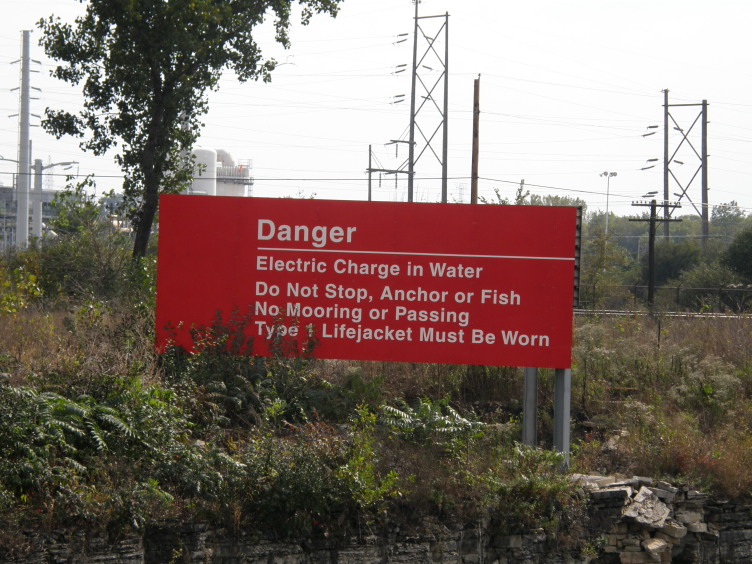 Danger
Electric Charge in Water
Do Not Stop, Anchor or Fish
No Mooring or Passing
Type 1 Lifejacket Must Be Worn